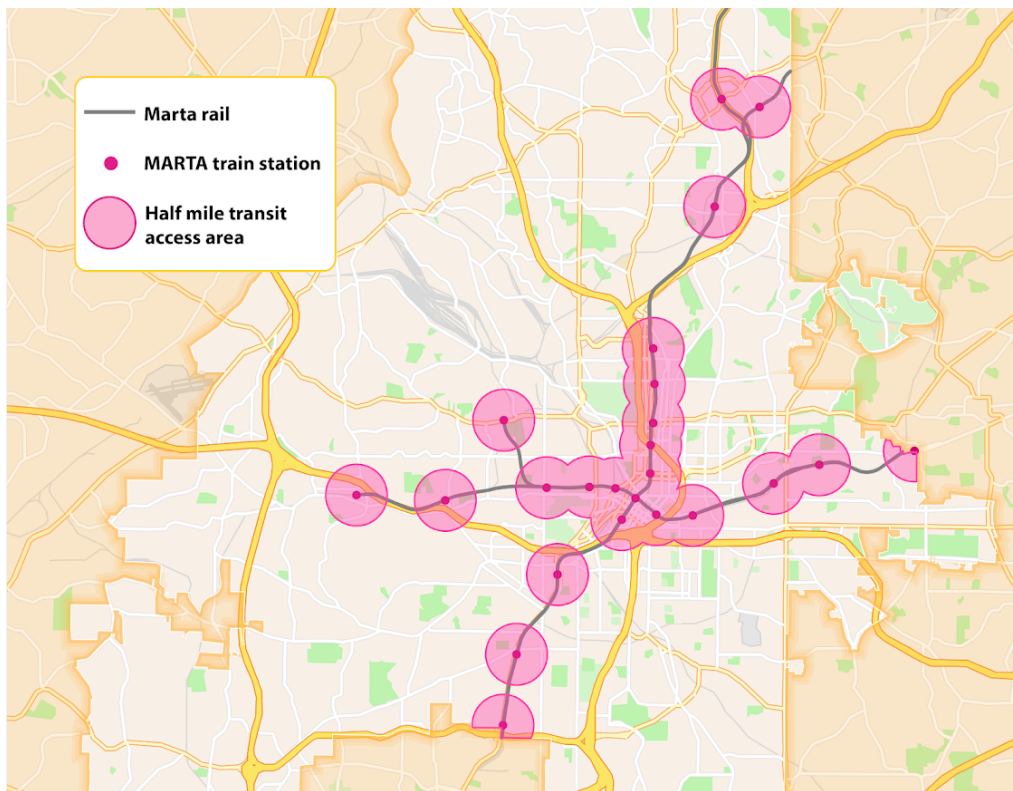 Marta rail
MARTA train station
Half mile transit
access area